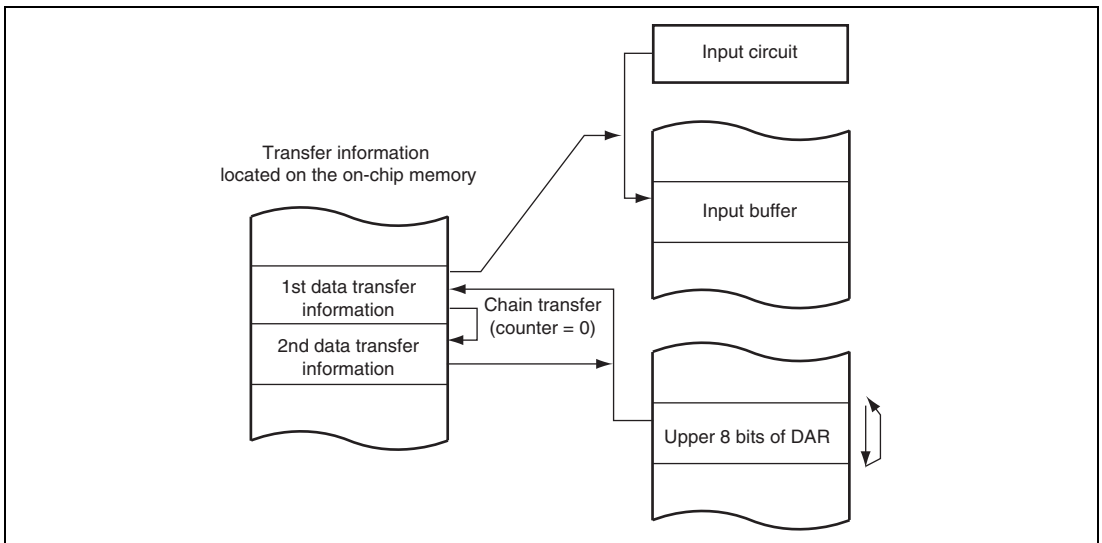 Input circuit
Transfer information
located on the on-chip memory
Input buffer
1st data transfer
information
Chain transfer
(counter = 0)
2nd data transfer
information
Upper 8 bits of DAR